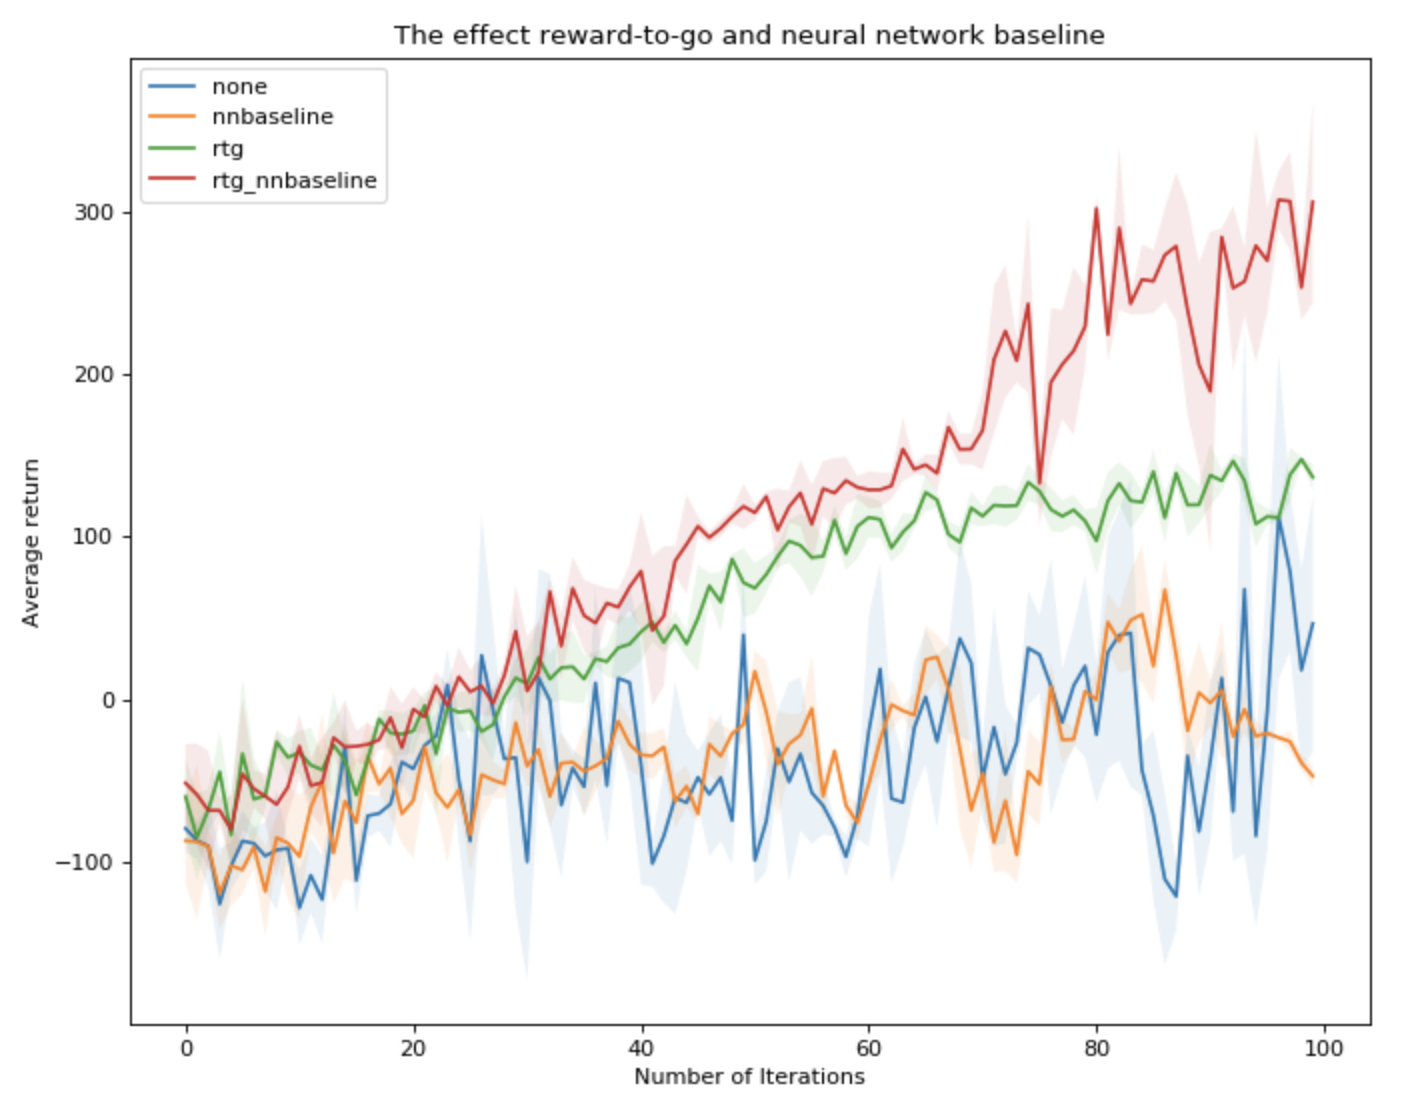 The effect reward-to-go and neural network baseline
none
nnbaseline
rtg
rtg_nnbaseline
300
200
100
0
−100
Average return
0 20 40 60 80 100
Number of Iterations